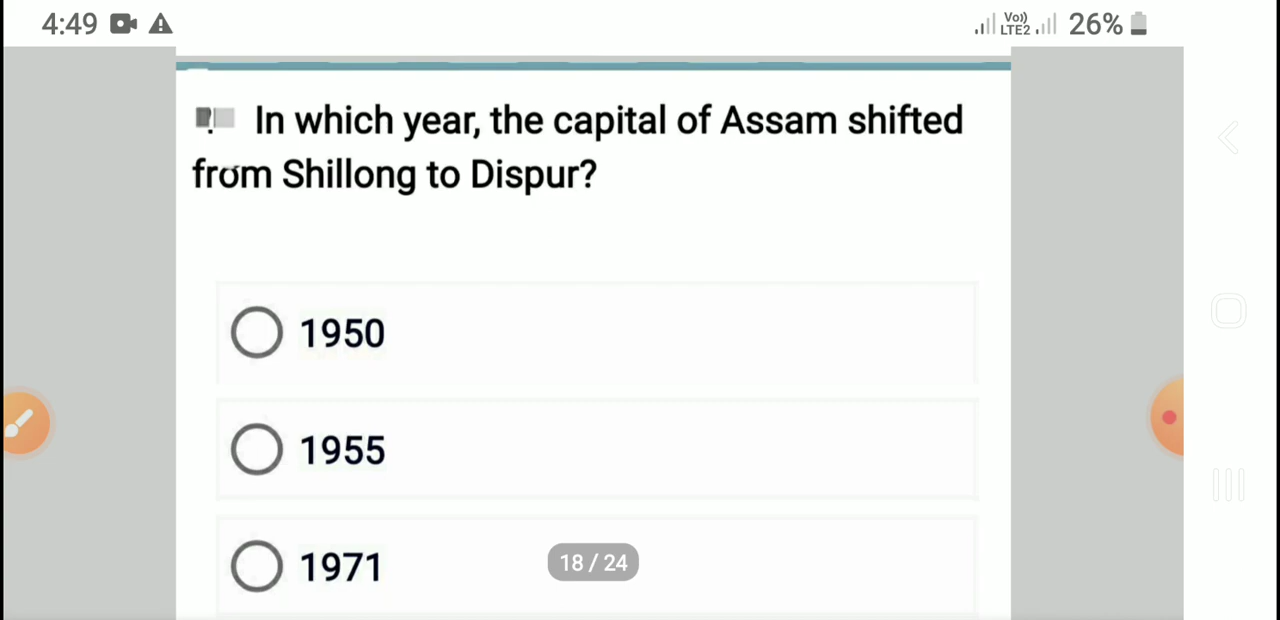 4:49
Vo)) LTE2 26%
In which year, the capital of Assam shifted
from Shillong to Dispur?
1950
1955
1971
18 / 24